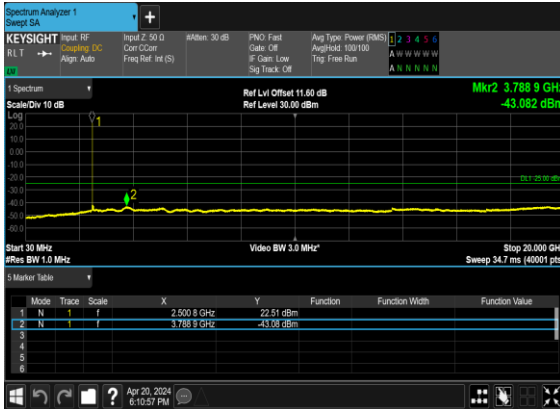 Spectrum Analyzer 1
Swept SA
+
KEYSIGHT Input: RF Input Z: 50 Ω #Atten: 30 dB PNO: Fast Avg Type: Power (RMS) 1 2 3 4 5 6
RLT Coupling: DC Corr CCorr Gate: Off Avg|Hold: 100/100 A W W W W W
Align: Auto Freq Ref: Int (S) IF Gain: Low Trig: Free Run
Sig Track: Off A N N N N N
1 Spectrum Ref Lvl Offset 11.60 dB Mkr2 3.788 9 GHz
Scale/Div 10 dB Ref Level 30.00 dBm -43.082 dBm
Log
20.0
10.0
0.00
-10.0
-20.0
-30.0
-40.0
-50.0
-60.0
1
2
DL1 -25.00 dBm
Start 30 MHz Video BW 3.0 MHz* Stop 20.000 GH
#Res BW 1.0 MHz Sweep 34.7 ms (40001 pts
5 Marker Table
Mode Trace Scale X Y Function Function Width Function Value
1 N 1 f 2.500 8 GHz 22.51 dBm
2 N 1 f 3.788 9 GHz -43.08 dBm
3
4
5
6
? Apr 20, 2024
6:10:57 PM